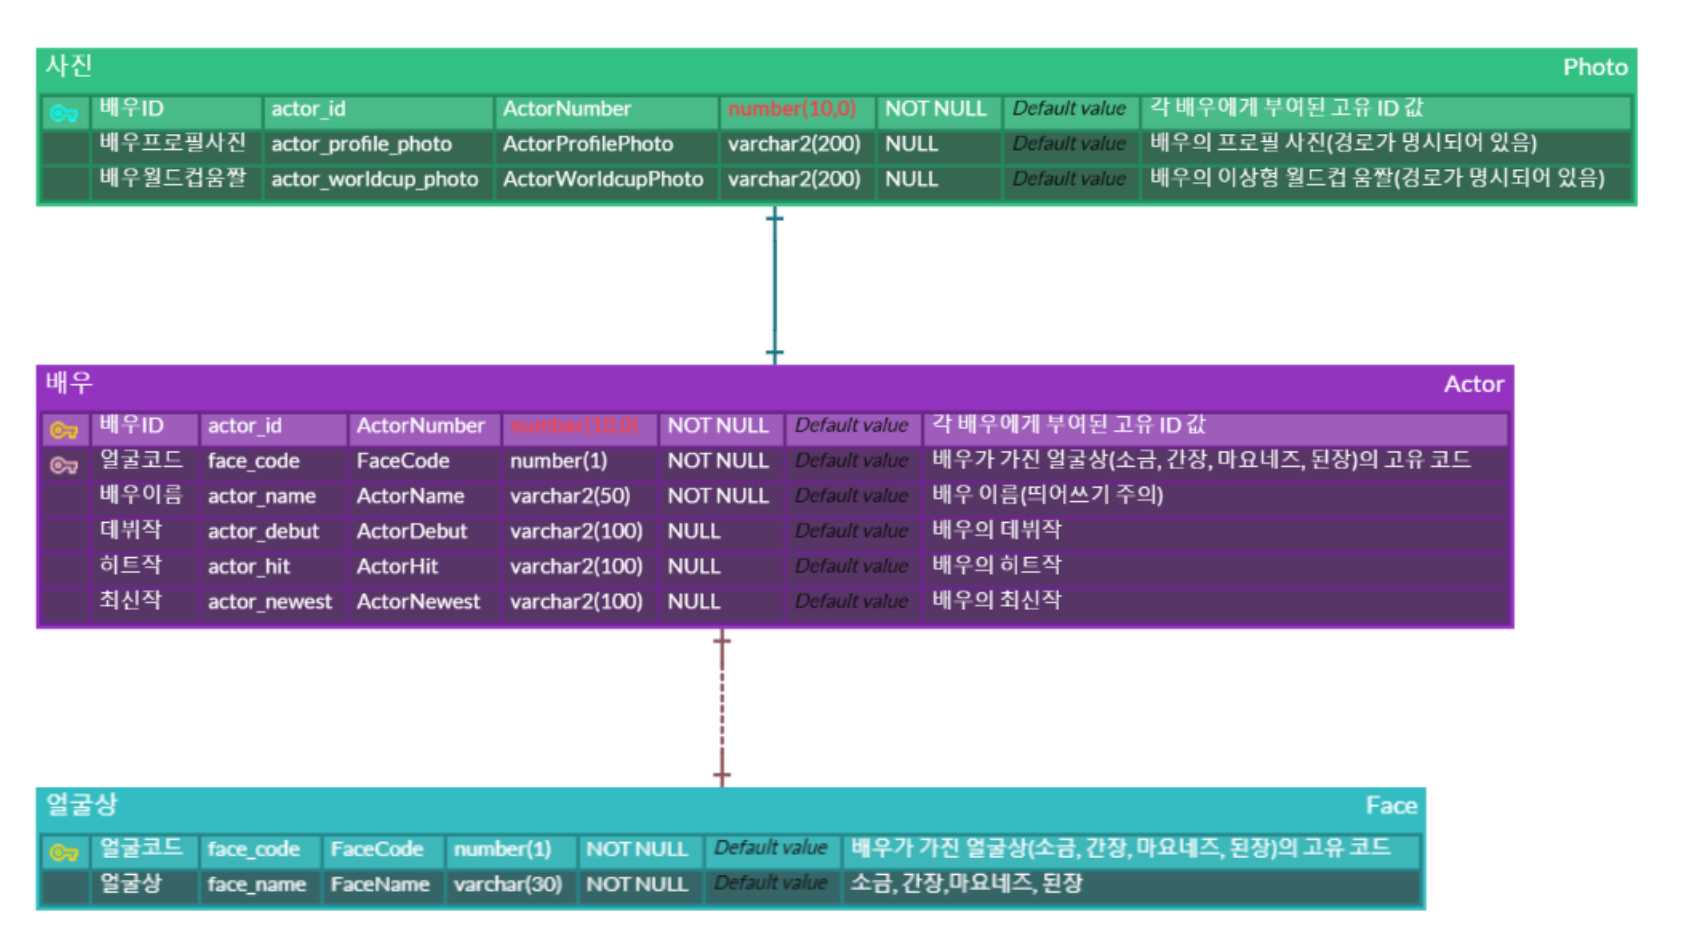 사진 Photo
배우ID actor_id ActorNumber number(10,0) NOT NULL Default value 각 배우에게 부여된 고유 ID 값
배우프로필사진 actor_profile_photo ActorProfilePhoto varchar2(200) NULL Default value 배우의 프로필 사진(경로가 명시되어 있음)
배우월드컵움짤 actor_worldcup_photo ActorWorldcupPhoto varchar2(200) NULL Default value 배우의 이상형 월드컵 움짤(경로가 명시되어 있음)
배우 Actor
배우ID actor_id ActorNumber number(10,0) NOT NULL Default value 각 배우에게 부여된 고유 ID 값
얼굴코드 face_code FaceCode number(1) NOT NULL Default value 배우가 가진 얼굴상(소금, 간장, 마요네즈, 된장)의 고유 코드
배우이름 actor_name ActorName varchar2(50) NOT NULL Default value 배우 이름(띄어쓰기 주의)
데뷔작 actor_debut ActorDebut varchar2(100) NULL Default value 배우의 데뷔작
히트작 actor_hit ActorHit varchar2(100) NULL Default value 배우의 히트작
최신작 actor_newest ActorNewest varchar2(100) NULL Default value 배우의 최신작
얼굴상 Face
얼굴코드 face_code FaceCode number(1) NOT NULL Default value 배우가 가진 얼굴상(소금, 간장, 마요네즈, 된장)의 고유 코드
얼굴상 face_name FaceName varchar(30) NOT NULL Default value 소금, 간장,마요네즈, 된장